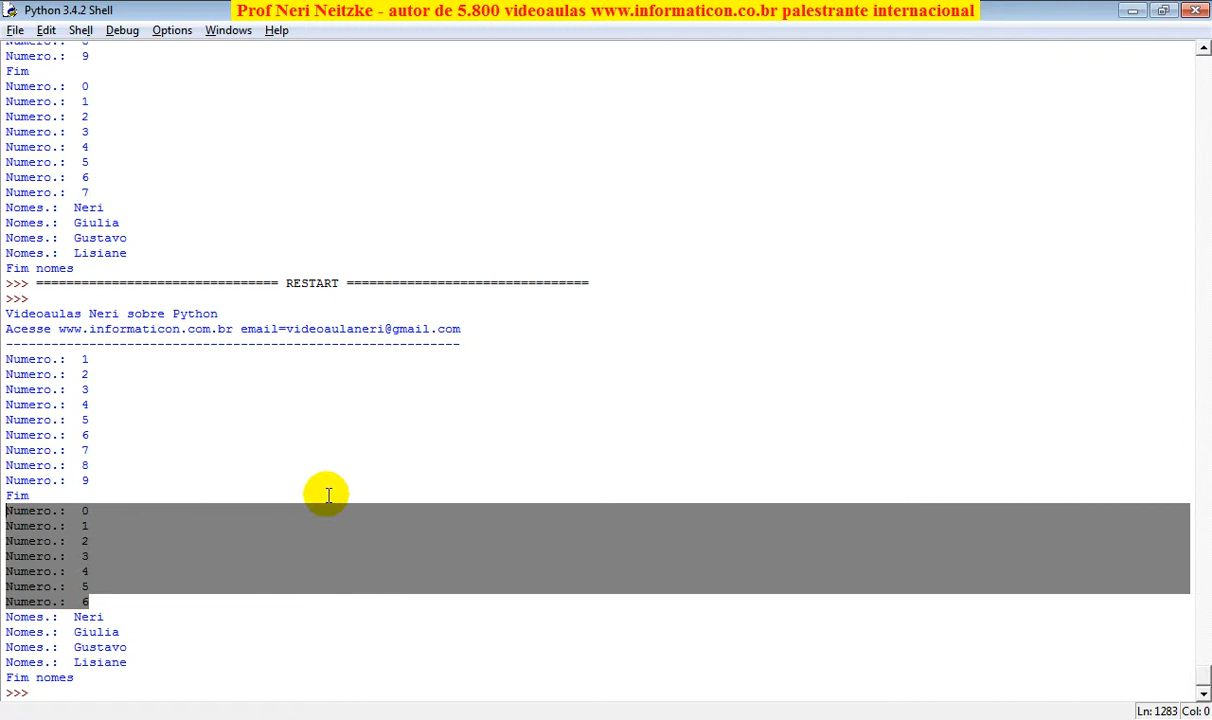 Python 3.4.2 Shell
Prof Neri Neitzke - autor de 5.800 videoaulas www.informaticon.co.br palestrante internacional
File Edit Shell Debug Options Windows Help
Numero.:  9
Fim
Numero.:  0
Numero.:  1
Numero.:  2
Numero.:  3
Numero.:  4
Numero.:  5
Numero.:  6
Numero.:  7
Nomes.:  Neri
Nomes.:  Giulia
Nomes.:  Gustavo
Nomes.:  Lisiane
Fim nomes
>>> ================================ RESTART ================================
>>>
Videoaulas Neri sobre Python
Acesse www.informaticon.com.br email=videoaulaneri@gmail.com
------------------------------------------------------------
Numero.:  1
Numero.:  2
Numero.:  3
Numero.:  4
Numero.:  5
Numero.:  6
Numero.:  7
Numero.:  8
Numero.:  9
Fim
Numero.:  0
Numero.:  1
Numero.:  2
Numero.:  3
Numero.:  4
Numero.:  5
Numero.:  6
Nomes.:  Neri
Nomes.:  Giulia
Nomes.:  Gustavo
Nomes.:  Lisiane
Fim nomes
>>>
Ln: 1283 Col: 0